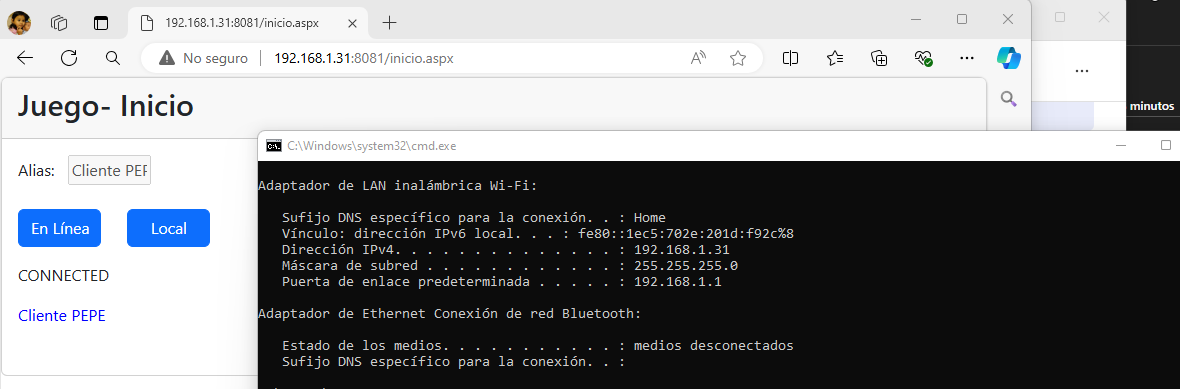 192.168.1.31:8081/inicio.aspx
No seguro
192.168.1.31:8081/inicio.aspx
minutos
Juego- Inicio
Alias:
Cliente PEP
En Línea
Local
CONNECTED
Cliente PEPE
C:\Windows\system32\cmd.exe
Adaptador de LAN inalámbrica Wi-Fi:
Sufijo DNS específico para la conexión. . : Home
Vínculo: dirección IPv6 local. . . : fe80::1ec5:702e:201d:f92c%8
Dirección IPv4. . . . . . . . . . . . . . : 192.168.1.31
Máscara de subred . . . . . . . . . . . . : 255.255.255.0
Puerta de enlace predeterminada . . . . . : 192.168.1.1
Adaptador de Ethernet Conexión de red Bluetooth:
Estado de los medios. . . . . . . . . . . : medios desconectados
Sufijo DNS específico para la conexión. . :